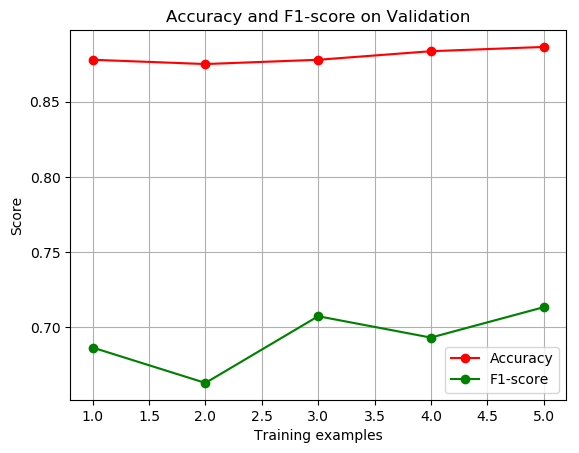 Accuracy and F1-score on Validation
0.85
0.80
0.75
0.70
Score
1.0 1.5 2.0 2.5 3.0 3.5 4.0 4.5 5.0
Training examples
Accuracy
F1-score